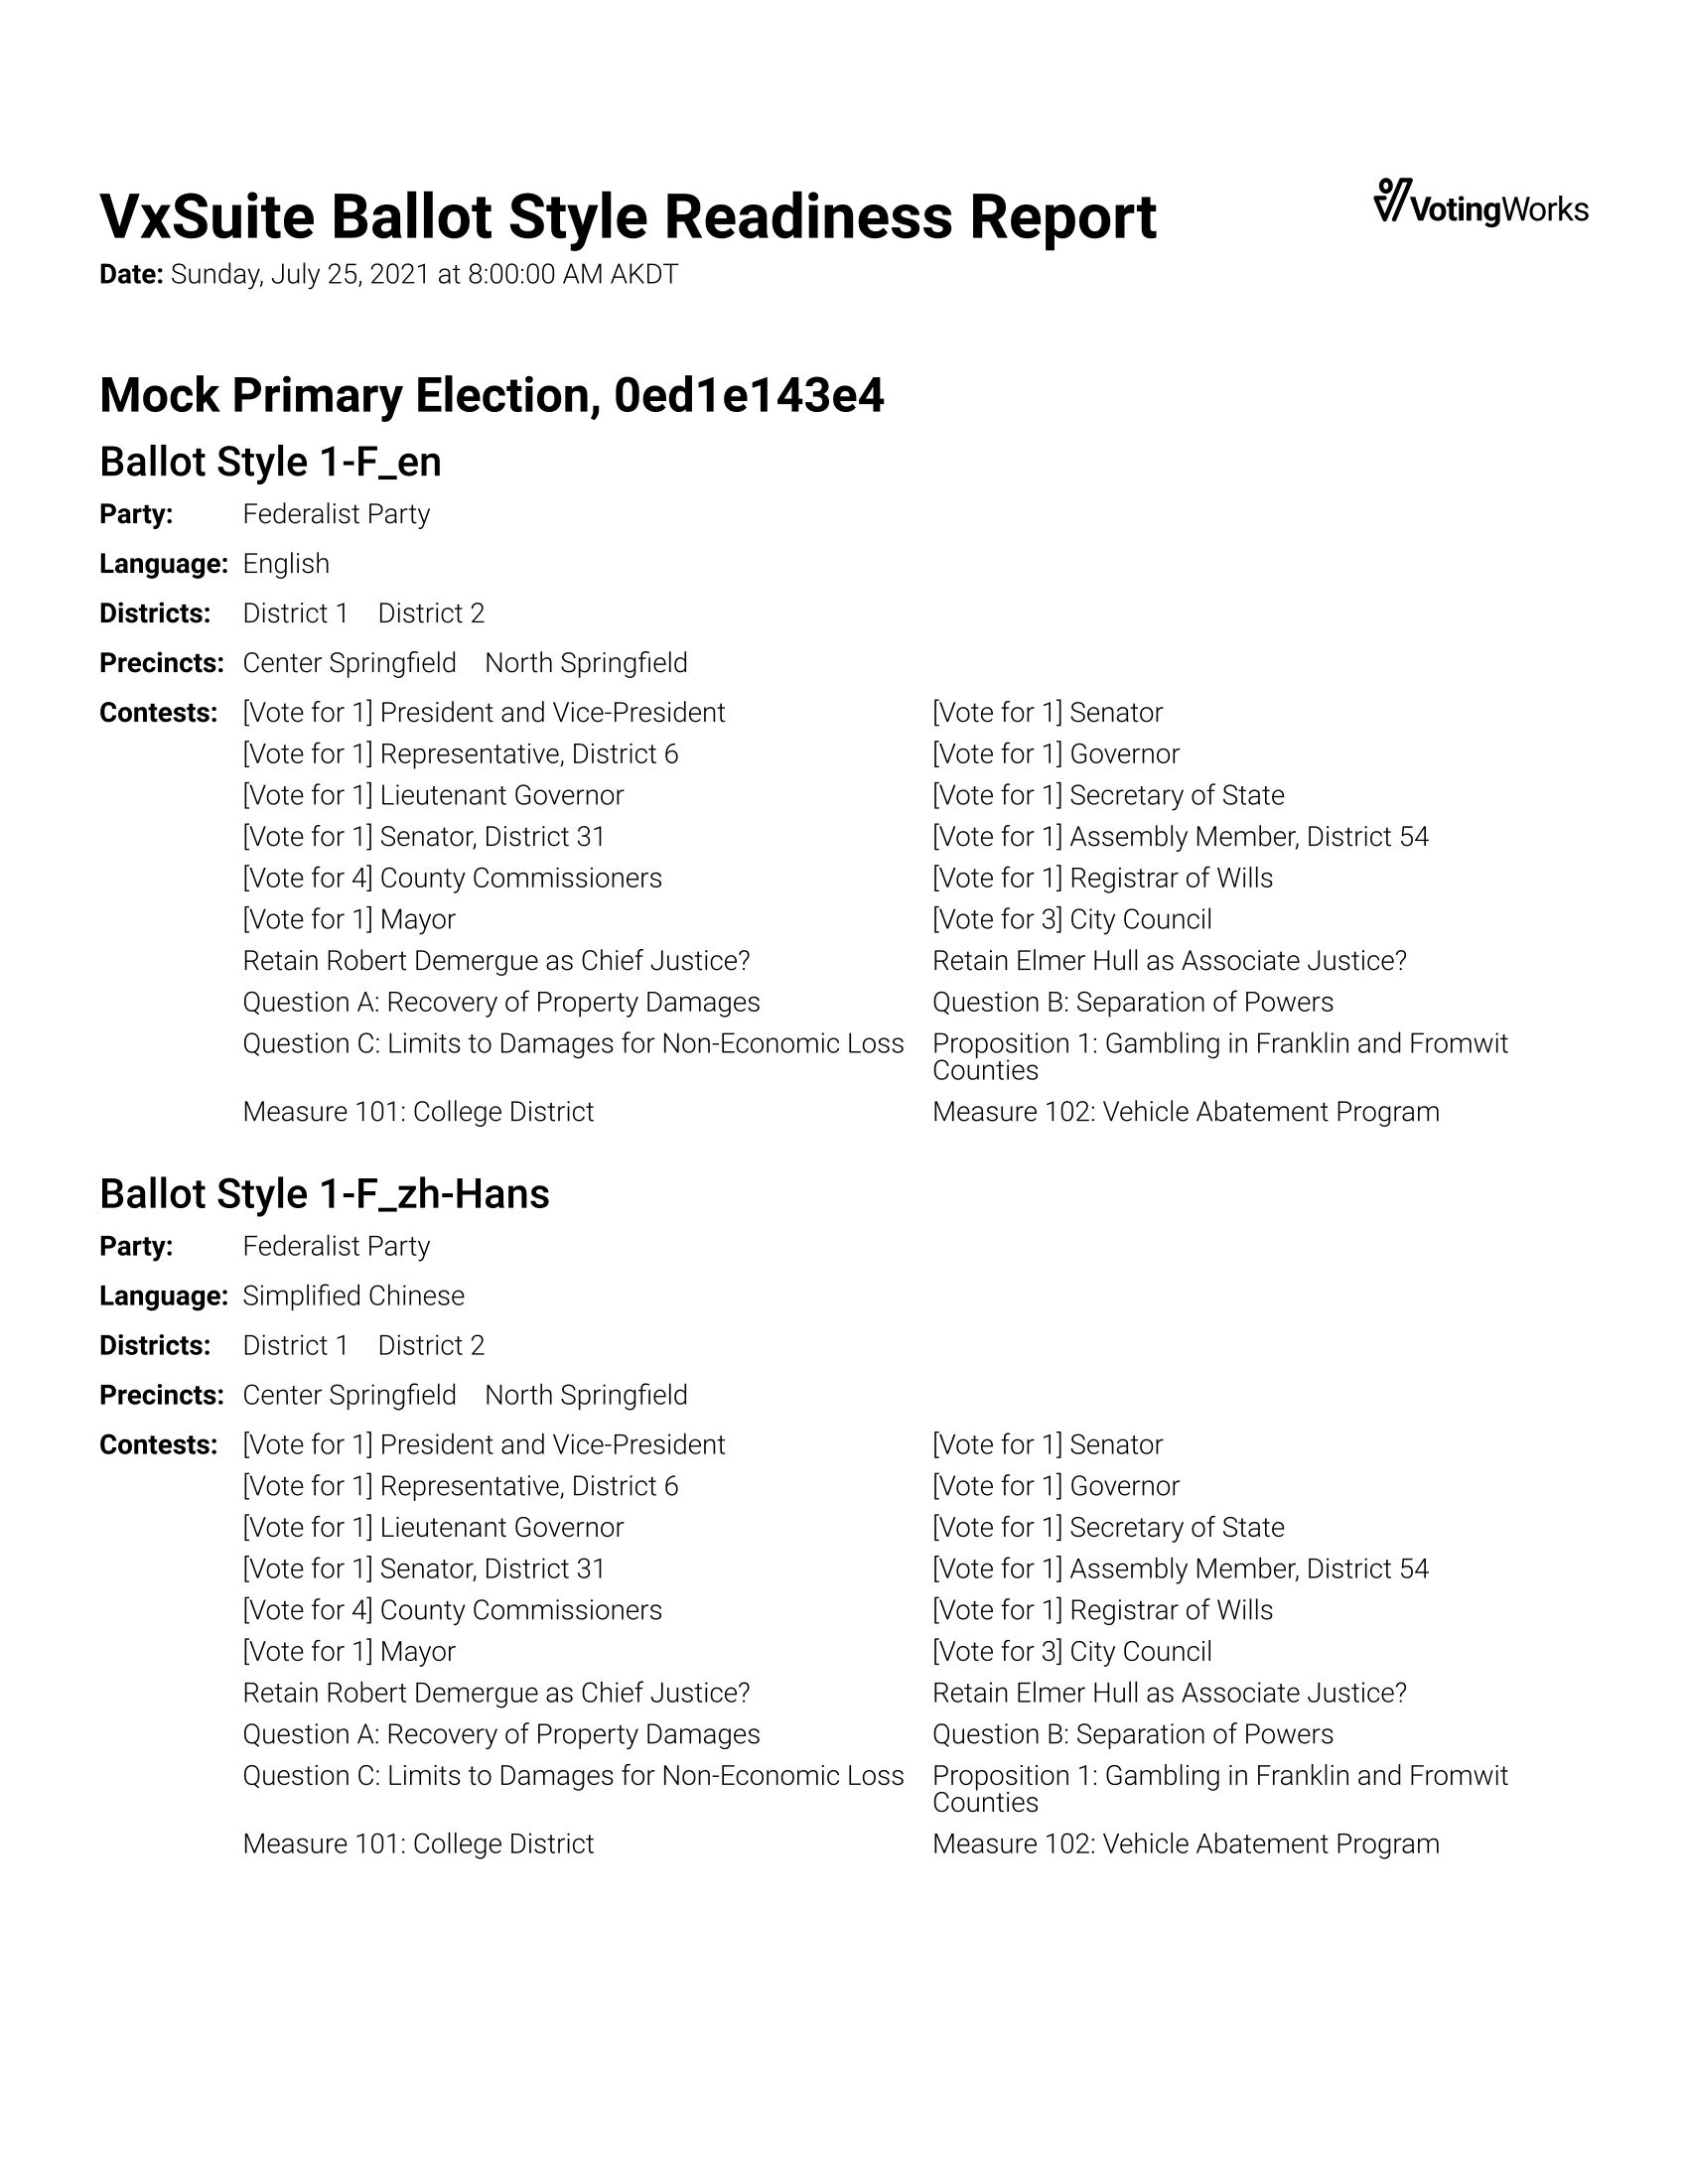 VxSuite Ballot Style Readiness Report
VotingWorks
Date: Sunday, July 25, 2021 at 8:00:00 AM AKDT
Mock Primary Election, 0ed1e143e4
Ballot Style 1-F_en
Party: Federalist Party
Language: English
Districts: District 1 District 2
Precincts: Center Springfield North Springfield
Contests: [Vote for 1] President and Vice-President [Vote for 1] Senator
[Vote for 1] Representative, District 6 [Vote for 1] Governor
[Vote for 1] Lieutenant Governor [Vote for 1] Secretary of State
[Vote for 1] Senator, District 31 [Vote for 1] Assembly Member, District 54
[Vote for 4] County Commissioners [Vote for 1] Registrar of Wills
[Vote for 1] Mayor [Vote for 3] City Council
Retain Robert Demergue as Chief Justice? Retain Elmer Hull as Associate Justice?
Question A: Recovery of Property Damages Question B: Separation of Powers
Question C: Limits to Damages for Non-Economic Loss Proposition 1: Gambling in Franklin and Fromwit
Counties
Measure 101: College District Measure 102: Vehicle Abatement Program
Ballot Style 1-F_zh-Hans
Party: Federalist Party
Language: Simplified Chinese
Districts: District 1 District 2
Precincts: Center Springfield North Springfield
Contests: [Vote for 1] President and Vice-President [Vote for 1] Senator
[Vote for 1] Representative, District 6 [Vote for 1] Governor
[Vote for 1] Lieutenant Governor [Vote for 1] Secretary of State
[Vote for 1] Senator, District 31 [Vote for 1] Assembly Member, District 54
[Vote for 4] County Commissioners [Vote for 1] Registrar of Wills
[Vote for 1] Mayor [Vote for 3] City Council
Retain Robert Demergue as Chief Justice? Retain Elmer Hull as Associate Justice?
Question A: Recovery of Property Damages Question B: Separation of Powers
Question C: Limits to Damages for Non-Economic Loss Proposition 1: Gambling in Franklin and Fromwit
Counties
Measure 101: College District Measure 102: Vehicle Abatement Program